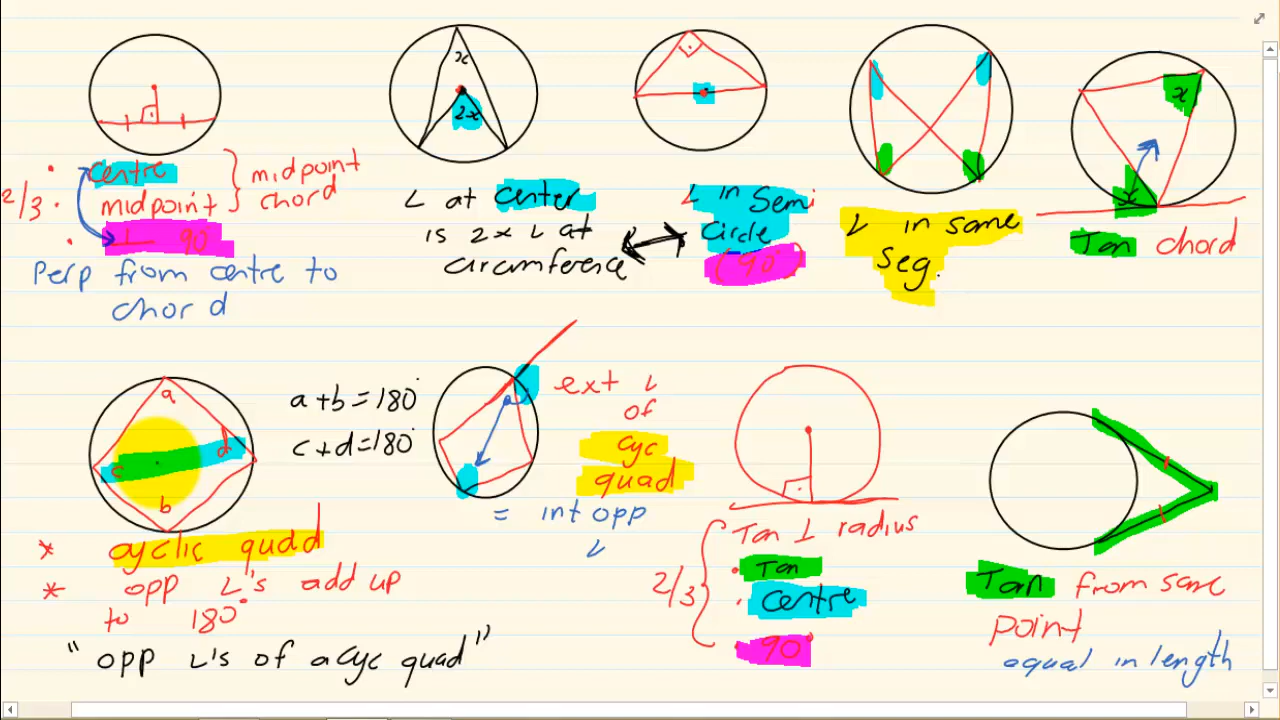 x
2x
x
x
2/3
centre
midpoint
⊥ 90°
midpoint
chord
Perp from centre to
chord
∠ at center
is 2x ∠ at
circumference
∠ in Semi
Circle
(90°)
∠ in same
Seg.
Tan chord
a
c
d
b
a+b=180°
c+d=180°
* cyclic quad
* opp ∠'s add up
to 180°
"opp ∠'s of a cyc quad"
a
ext ∠
of
cyc
quad
= int opp
∠
Tan ⊥ radius
2/3
Tan
Centre
90°
Tan from same
point
equal in length